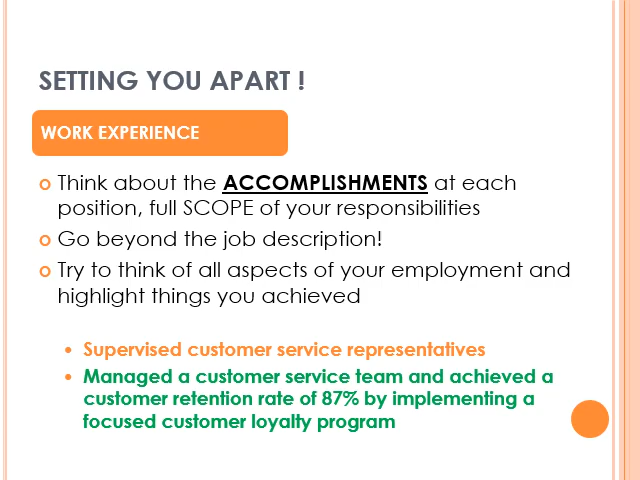 SETTING YOU APART !
WORK EXPERIENCE
Think about the ACCOMPLISHMENTS at each
position, full SCOPE of your responsibilities
Go beyond the job description!
Try to think of all aspects of your employment and
highlight things you achieved
Supervised customer service representatives
Managed a customer service team and achieved a
customer retention rate of 87% by implementing a
focused customer loyalty program